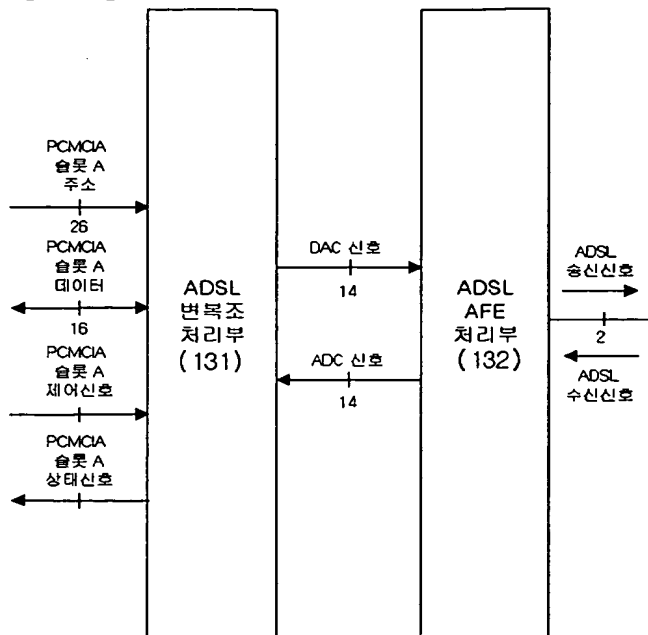 PCMCIA
슬롯 A
주소
26
PCMCIA
슬롯 A
데이터
16
PCMCIA
슬롯 A
제어신호
PCMCIA
슬롯 A
상태신호
ADSL
변복조
처리부
(131)
DAC 신호
14
ADC 신호
14
ADSL
AFE
처리부
(132)
ADSL
송신신호
2
ADSL
수신신호